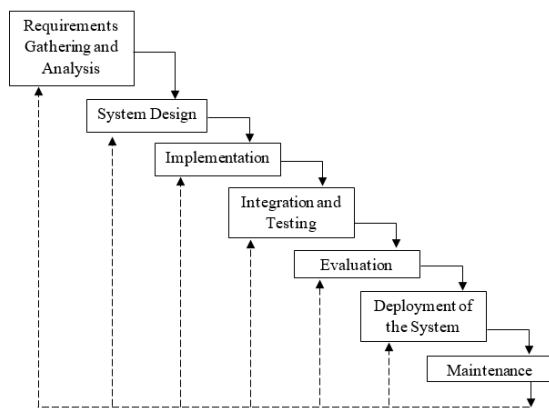 Requirements
Gathering and
Analysis
System Design
Implementation
Integration and
Testing
Evaluation
Deployment of
the System
Maintenance